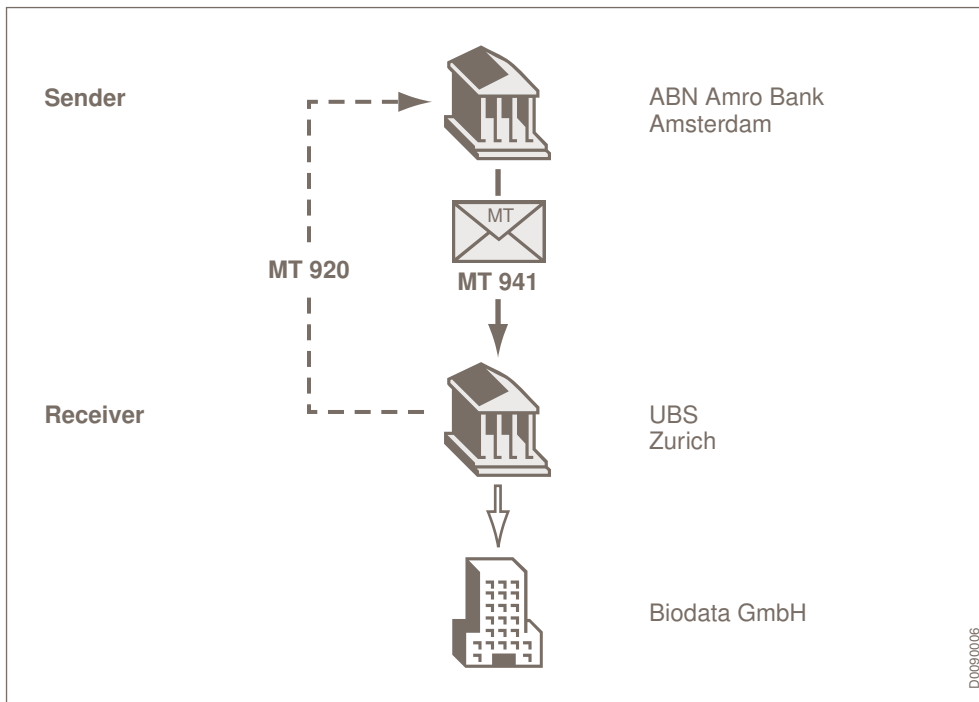 Sender
ABN Amro Bank
Amsterdam
MT
MT 920
MT 941
Receiver
UBS
Zurich
Biodata GmbH
D0090006